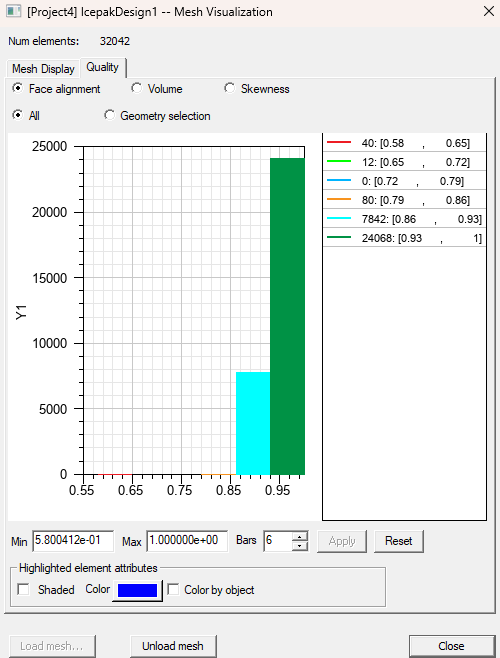 [Project4] IcepakDesign1 -- Mesh Visualization
Num elements: 32042
Mesh Display Quality
Face alignment Volume Skewness
All Geometry selection
40: [0.58 , 0.65]
12: [0.65 , 0.72]
0: [0.72 , 0.79]
80: [0.79 , 0.86]
7842: [0.86 , 0.93]
24068: [0.93 , 1]
25000
20000
15000
10000
5000
0
Y1
0.55 0.65 0.75 0.85 0.95
Min 5.800412e-01 Max 1.000000e+00 Bars 6 Apply Reset
Highlighted element attributes
Shaded Color Color by object
Load mesh... Unload mesh Close